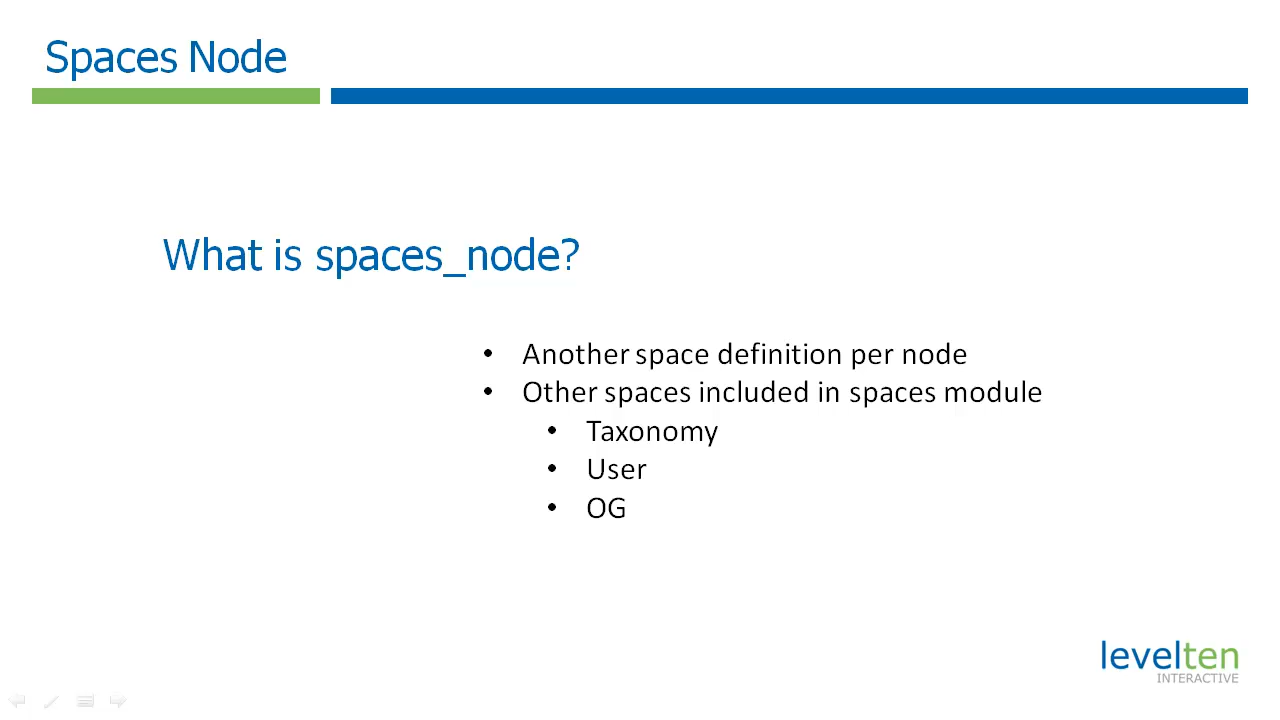 Spaces Node
What is spaces_node?
• Another space definition per node
• Other spaces included in spaces module
• Taxonomy
• User
• OG
levelten
INTERACTIVE